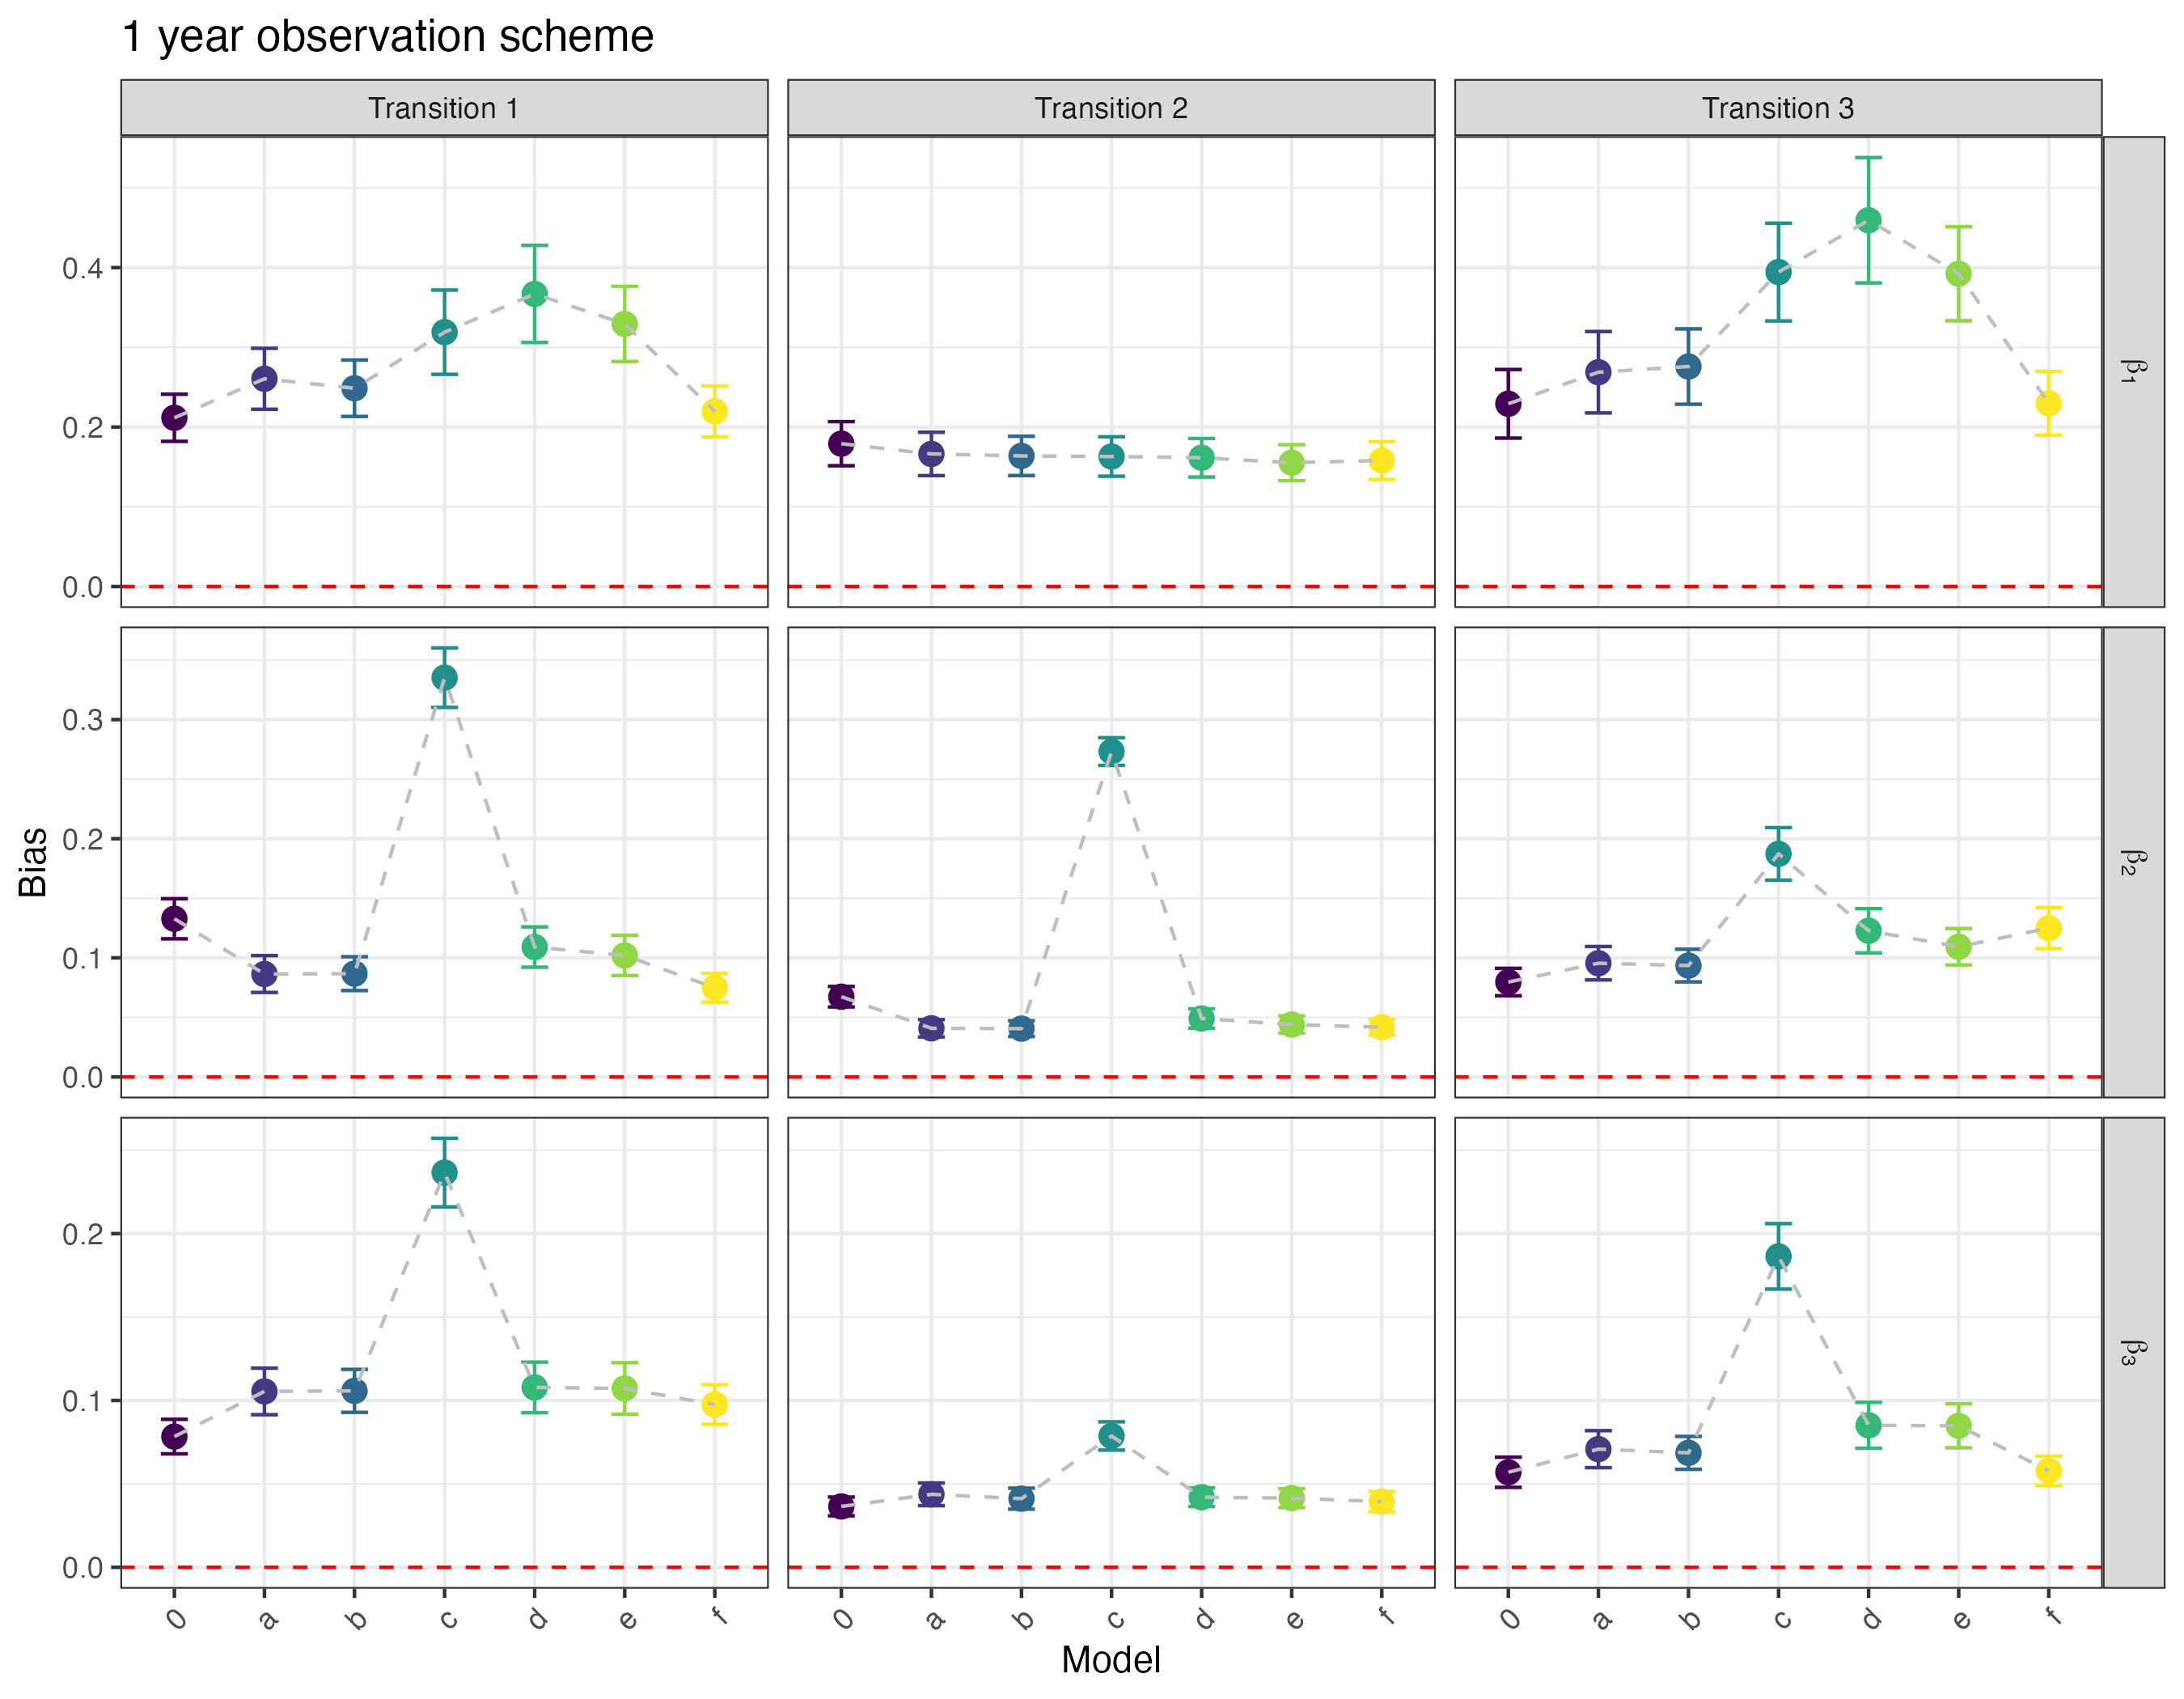 1 year observation scheme
Transition 1 Transition 2 Transition 3
0.4
0.2
0.0
β1
0.3
0.2
0.1
0.0
β2
0.2
0.1
0.0
β3
Bias
0 a b c d e f 0 a b c d e f 0 a b c d e f
Model